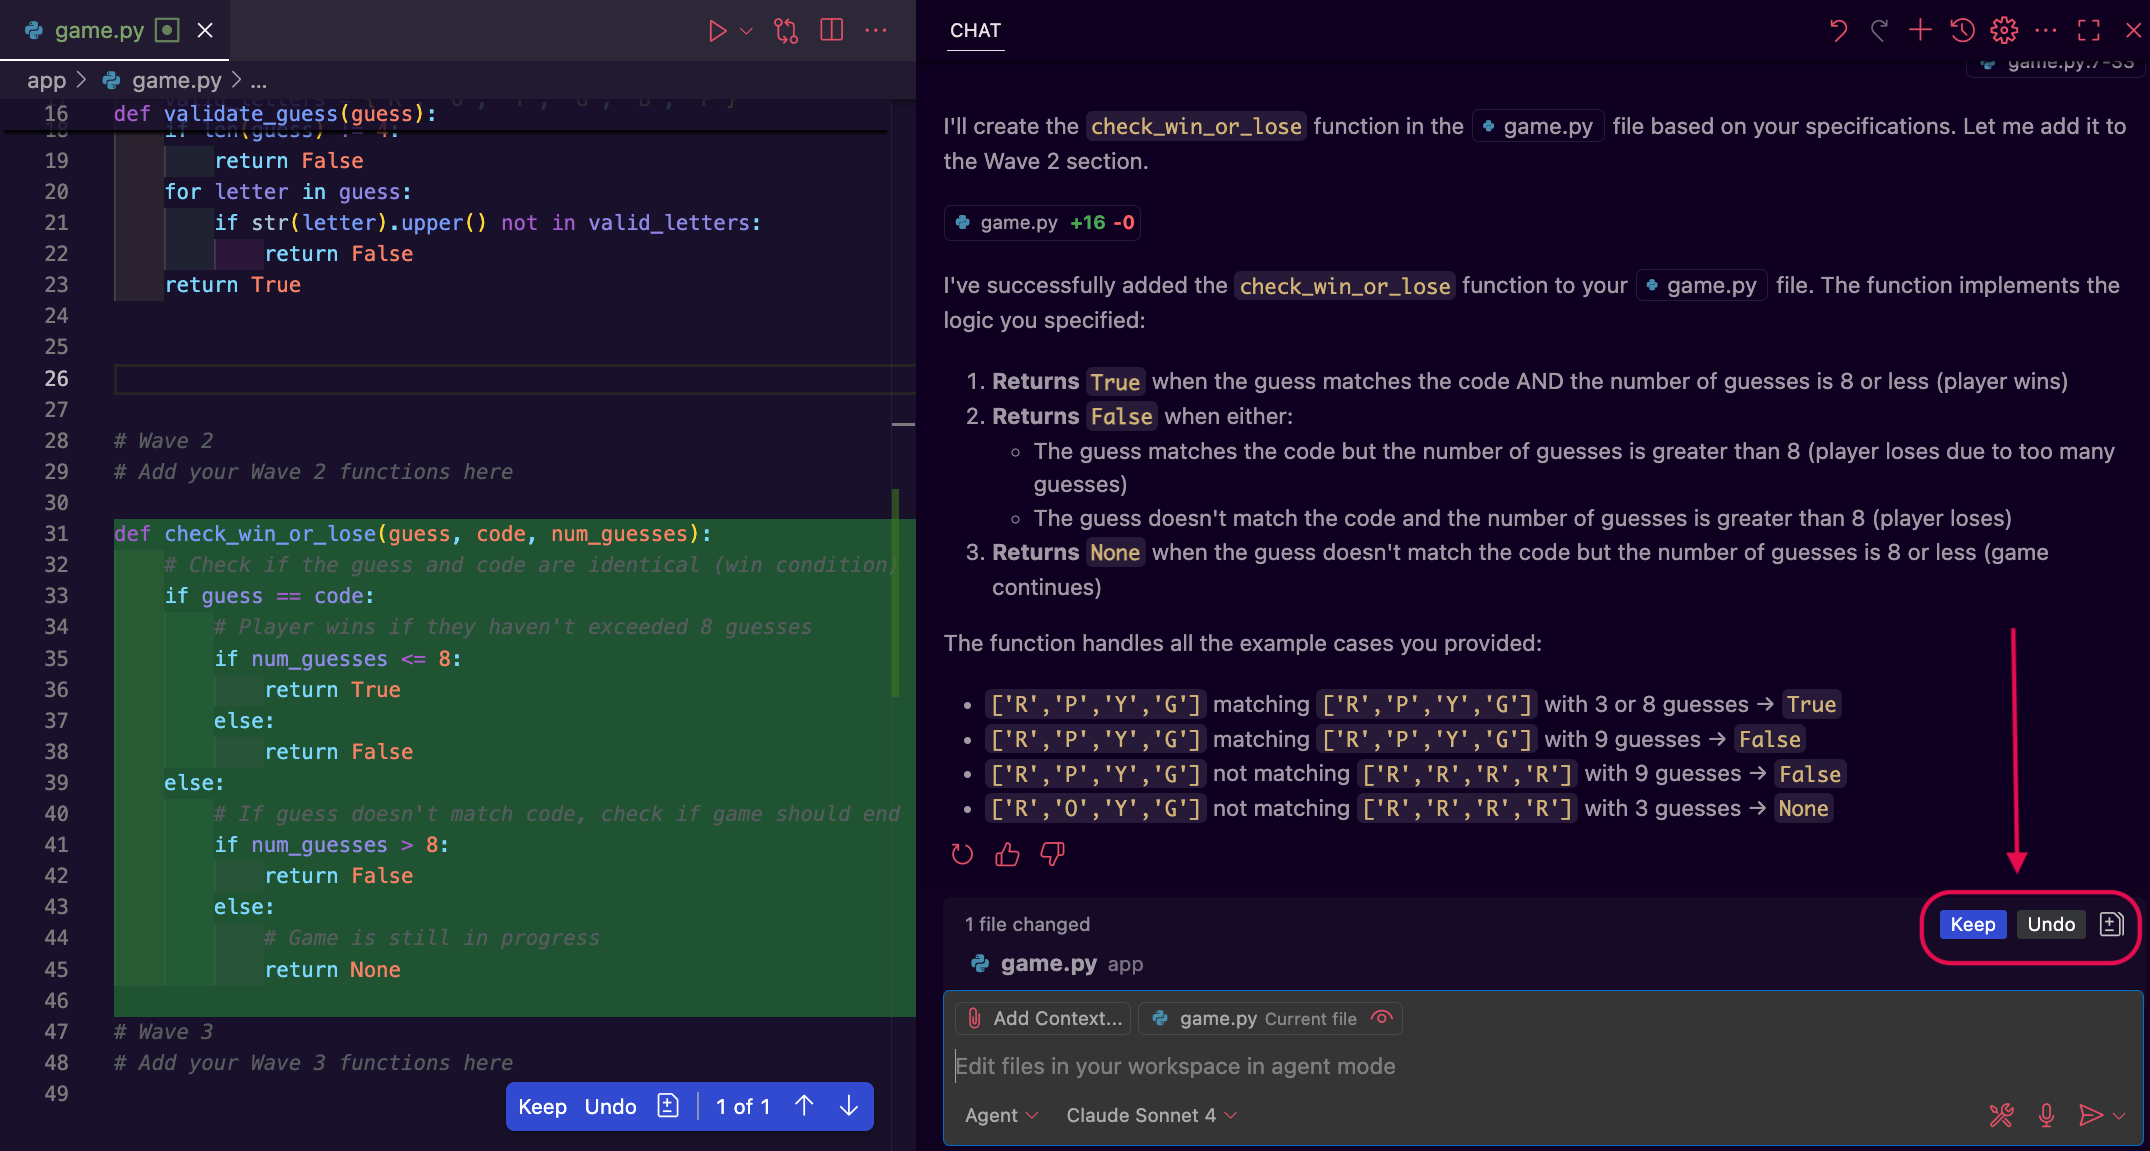 game.py
CHAT
app > game.py > ...
16 def validate_guess(guess):
18 if len(guess) != 4:
19 return False
20 for letter in guess:
21 if str(letter).upper() not in valid_letters:
22 return False
23 return True
24
25
26
27
28 # Wave 2
29 # Add your Wave 2 functions here
30
31 def check_win_or_lose(guess, code, num_guesses):
32 # Check if the guess and code are identical (win condition)
33 if guess == code:
34 # Player wins if they haven't exceeded 8 guesses
35 if num_guesses <= 8:
36 return True
37 else:
38 return False
39 else:
40 # If guess doesn't match code, check if game should end
41 if num_guesses > 8:
42 return False
43 else:
44 # Game is still in progress
45 return None
46
47 # Wave 3
48 # Add your Wave 3 functions here
49
Keep Undo 1 of 1
game.py:7-33
I'll create the check_win_or_lose function in the game.py file based on your specifications. Let me add it to
the Wave 2 section.
game.py +16 -0
I've successfully added the check_win_or_lose function to your game.py file. The function implements the
logic you specified:
1. Returns True when the guess matches the code AND the number of guesses is 8 or less (player wins)
2. Returns False when either:
The guess matches the code but the number of guesses is greater than 8 (player loses due to too many
guesses)
The guess doesn't match the code and the number of guesses is greater than 8 (player loses)
3. Returns None when the guess doesn't match the code but the number of guesses is 8 or less (game
continues)
The function handles all the example cases you provided:
• ['R','P','Y','G'] matching ['R','P','Y','G'] with 3 or 8 guesses → True
• ['R','P','Y','G'] matching ['R','P','Y','G'] with 9 guesses → False
• ['R','P','Y','G'] not matching ['R','R','R','R'] with 9 guesses → False
• ['R','O','Y','G'] not matching ['R','R','R','R'] with 3 guesses → None
1 file changed
Keep Undo
game.py app
Add Context... game.py Current file
Edit files in your workspace in agent mode
Agent Claude Sonnet 4